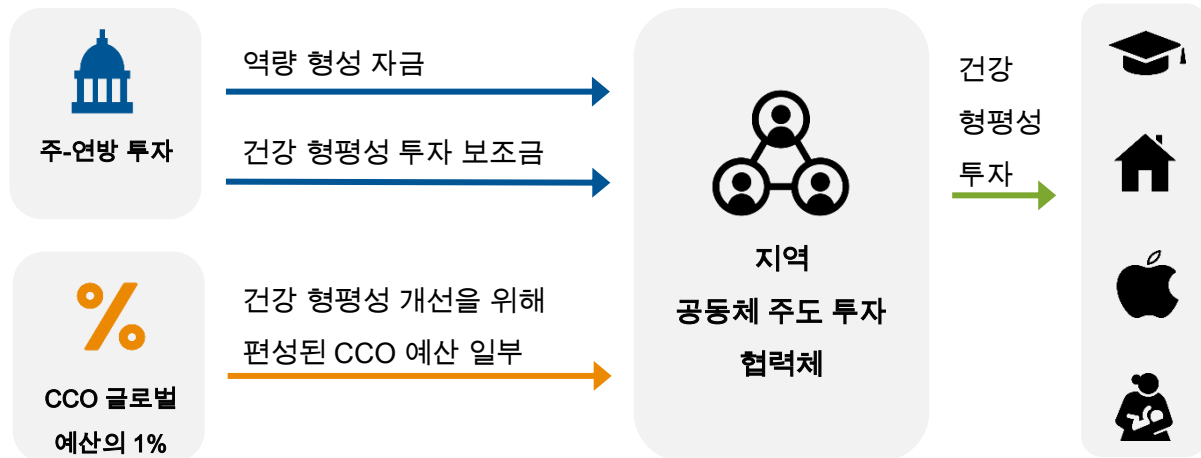 주-연방 투자
역량 형성 자금
건강 형평성 투자 보조금
%
CCO 글로벌
예산의 1%
건강 형평성 개선을 위해
편성된 CCO 예산 일부
지역
공동체 주도 투자
협력체
건강
형평성
투자